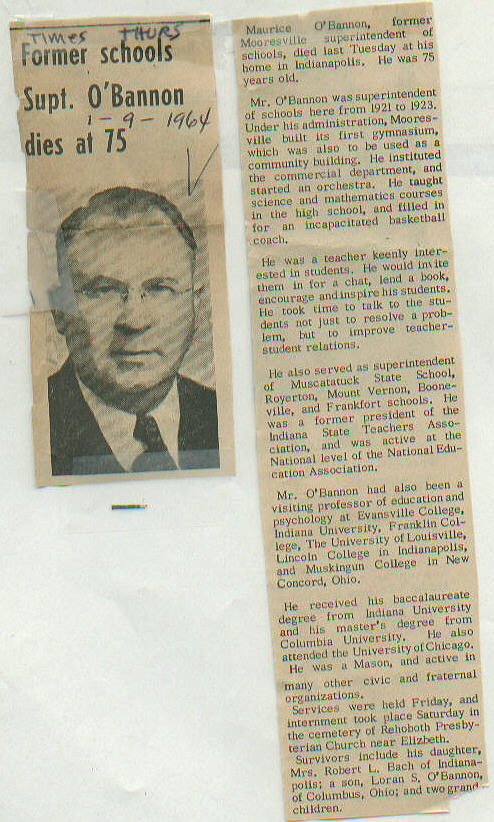 TIMES THURS
Former schools
Supt. O'Bannon
1-9-1964
dies at 75
Maurice O'Bannon, former
Mooresville superintendent of
schools, died last Tuesday at his
home in Indianapolis. He was 75
years old.
Mr. O'Bannon was superintendent
of schools here from 1921 to 1923.
Under his administration, Moores-
ville built its first gymnasium,
which was also to be used as a
community building. He instituted
the commercial department, and
started an orchestra. He taught
science and mathematics courses
in the high school, and filled in
for an incapacitated basketball
coach.
He was a teacher keenly inter-
ested in students. He would invite
them in for a chat, lend a book,
encourage and inspire his students.
He took time to talk to the stu-
dents not just to resolve a prob-
lem, but to improve teacher-
student relations.
He also served as superintendent
of Muscatatuck State School,
Royerton, Mount Vernon, Boone-
ville, and Frankfort schools. He
was a former president of the
Indiana State Teachers Asso-
ciation, and was active at the
National level of the National Edu-
cation Association.
Mr. O'Bannon had also been a
visiting professor of education and
psychology at Evansville College,
Indiana University, Franklin Col-
lege, The University of Louisville,
Lincoln College in Indianapolis,
and Muskingun College in New
Concord, Ohio.
He received his baccalaureate
degree from Indiana University
and his master's degree from
Columbia University. He also
attended the University of Chicago.
He was a Mason, and active in
many other civic and fraternal
organizations.
Services were held Friday, and
internment took place Saturday in
the cemetery of Rehoboth Presby-
terian Church near Elizbeth.
Survivors include his daughter,
Mrs. Robert L. Bach of Indiana-
polis; a son, Loran S. O'Bannon,
of Columbus, Ohio; and two grand
children.